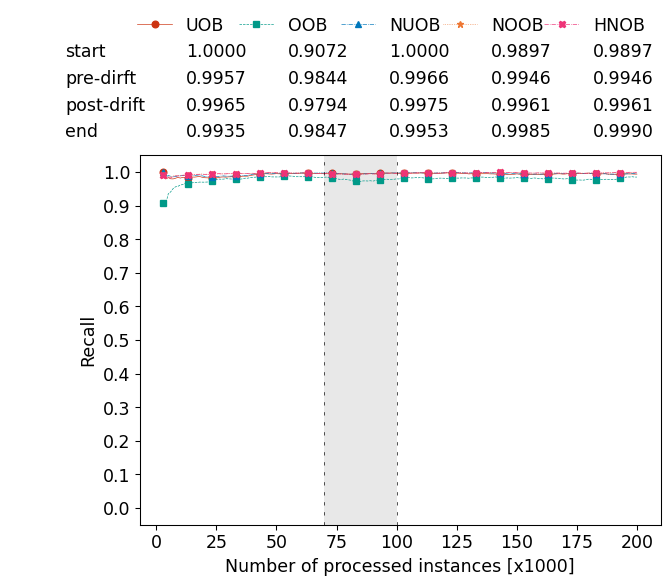 UOB OOB NUOB NOOB HNOB
start 1.0000 0.9072 1.0000 0.9897 0.9897
pre-dirft 0.9957 0.9844 0.9966 0.9946 0.9946
post-drift 0.9965 0.9794 0.9975 0.9961 0.9961
end 0.9935 0.9847 0.9953 0.9985 0.9990
1.0
0.9
0.8
0.7
0.6
0.5
0.4
0.3
0.2
0.1
0.0
Recall
0 25 50 75 100 125 150 175 200
Number of processed instances [x1000]